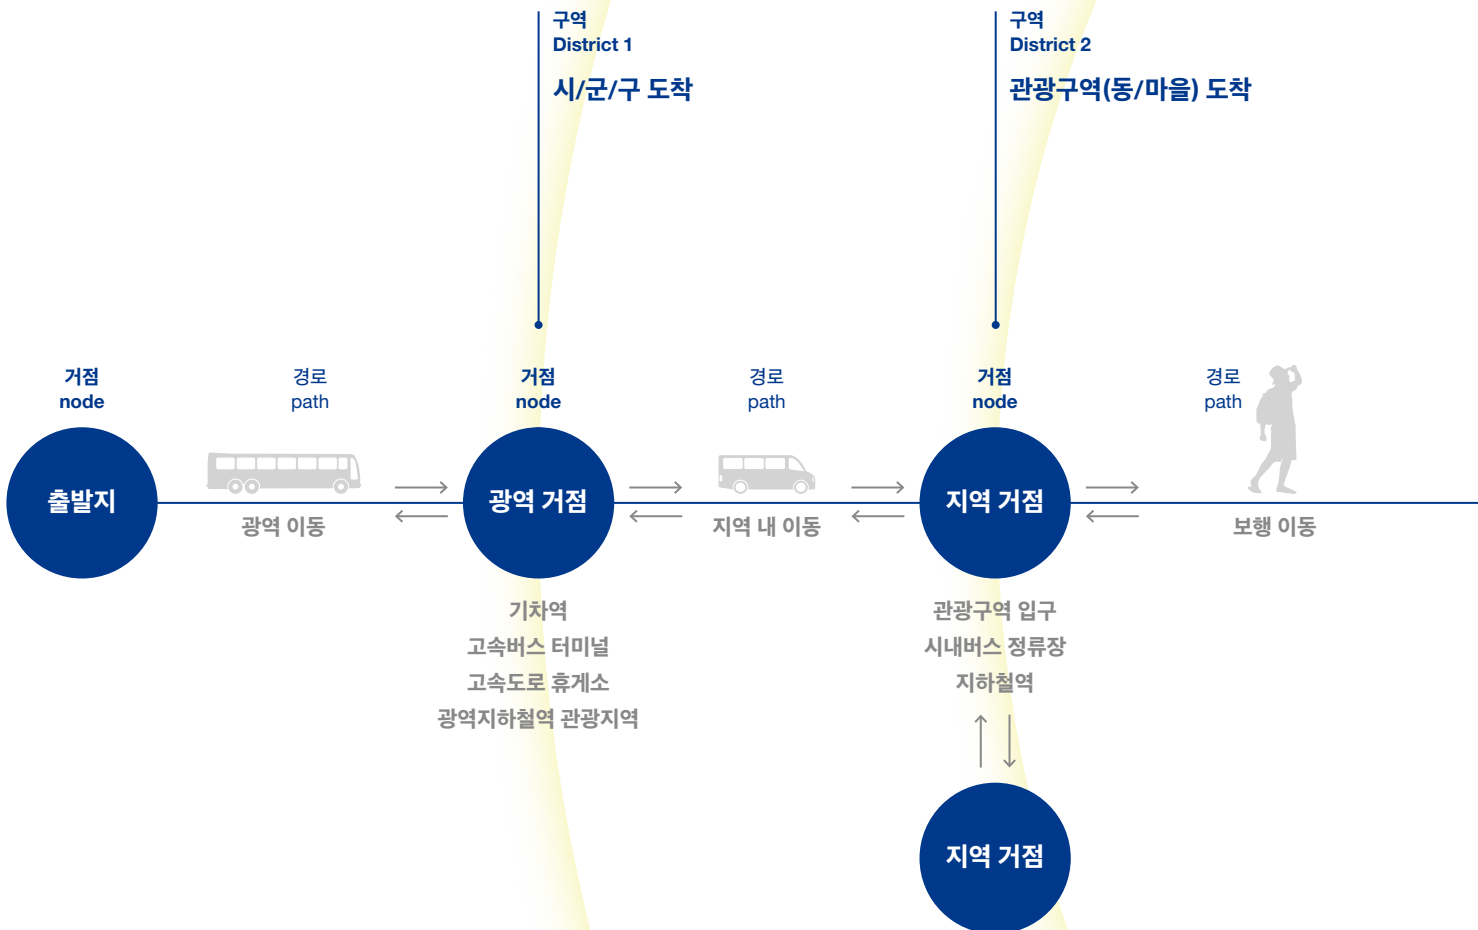 구역
District 1
시/군/구 도착
구역
District 2
관광구역(동/마을) 도착
거점
node
경로
path
거점
node
경로
path
거점
node
경로
path
출발지
광역 이동
광역 거점
지역 내 이동
지역 거점
보행 이동
기차역
고속버스 터미널
고속도로 휴게소
광역지하철역 관광지역
관광구역 입구
시내버스 정류장
지하철역
지역 거점